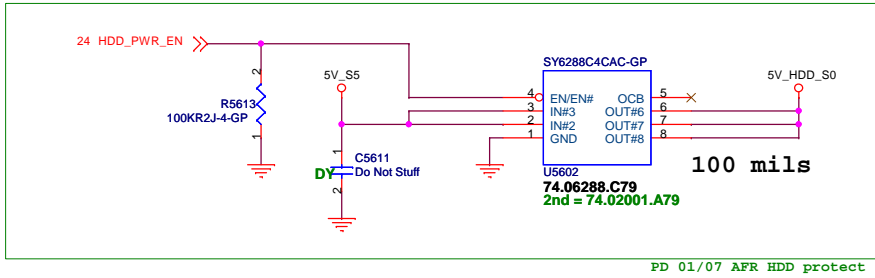 24 HDD_PWR_EN
SY6288C4CAC-GP
5V_S5
5V_HDD_S0
2
R5613
100KR2J-4-GP
1
4 EN/EN# OCB 5
3 IN#3 OUT#6 6
2 IN#2 OUT#7 7
1 GND OUT#8 8
1
C5611
DY Do Not Stuff
2
U5602
100 mils
74.06288.C79
2nd = 74.02001.A79
PD 01/07 AFR HDD protect